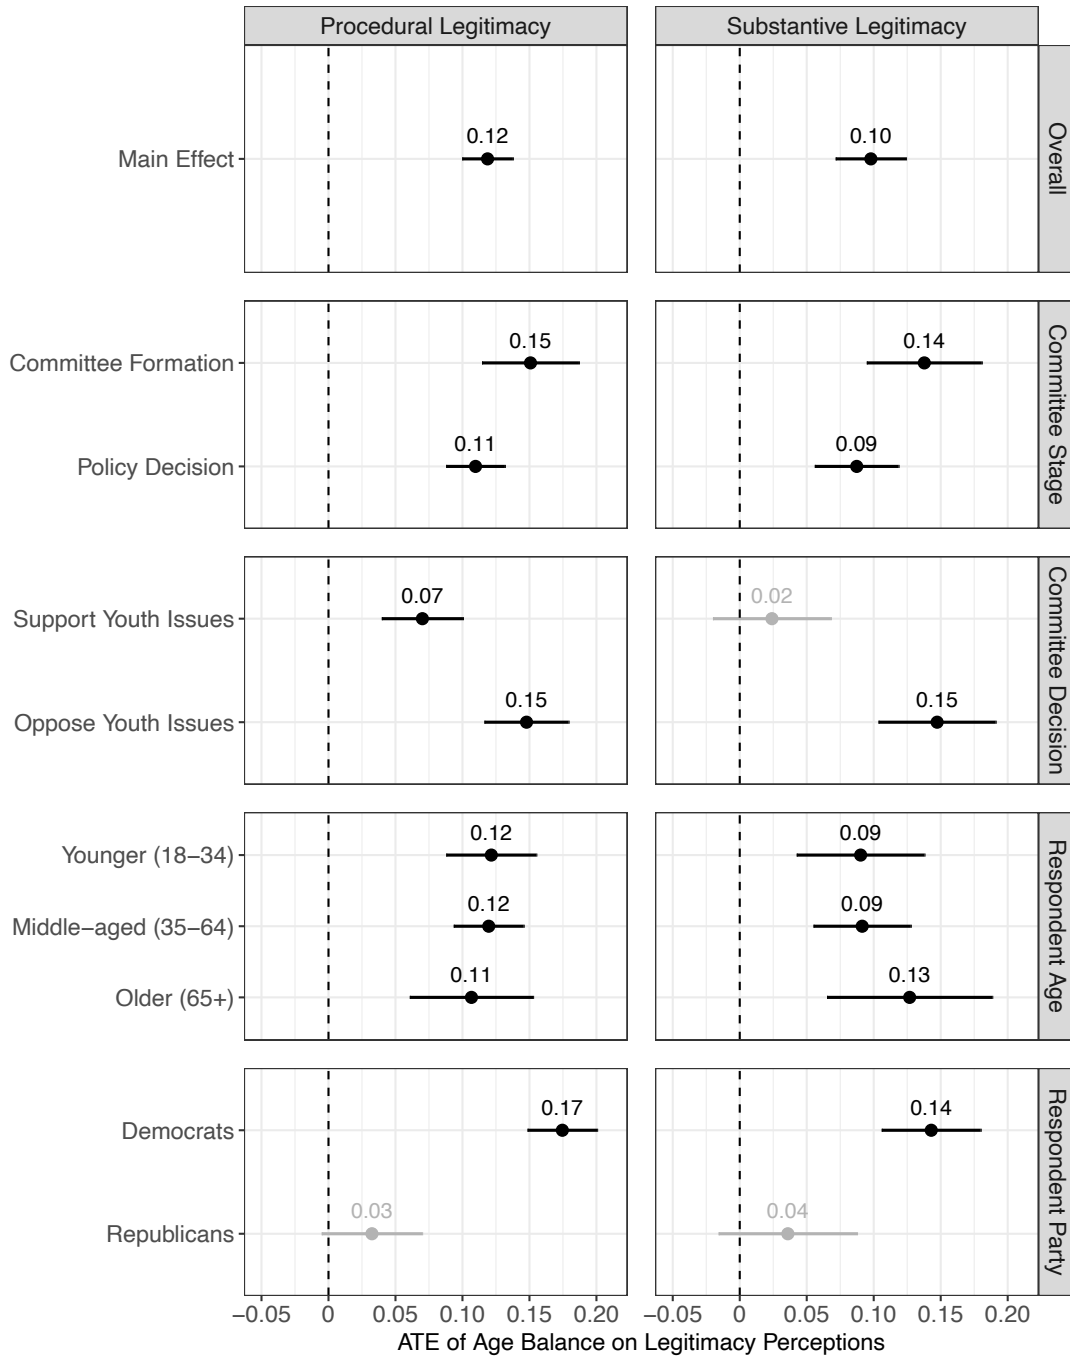 Procedural Legitimacy
Substantive Legitimacy
Overall
Main Effect
0.12
0.10
Committee Stage
Committee Formation
0.15
0.14
Policy Decision
0.11
0.09
Committee Decision
Support Youth Issues
0.07
0.02
Oppose Youth Issues
0.15
0.15
Respondent Age
Younger (18−34)
0.12
0.09
Middle−aged (35−64)
0.12
0.09
Older (65+)
0.11
0.13
Respondent Party
Democrats
0.17
0.14
Republicans
0.03
0.04
−0.05 0 0.05 0.10 0.15 0.20
−0.05 0 0.05 0.10 0.15 0.20
ATE of Age Balance on Legitimacy Perceptions